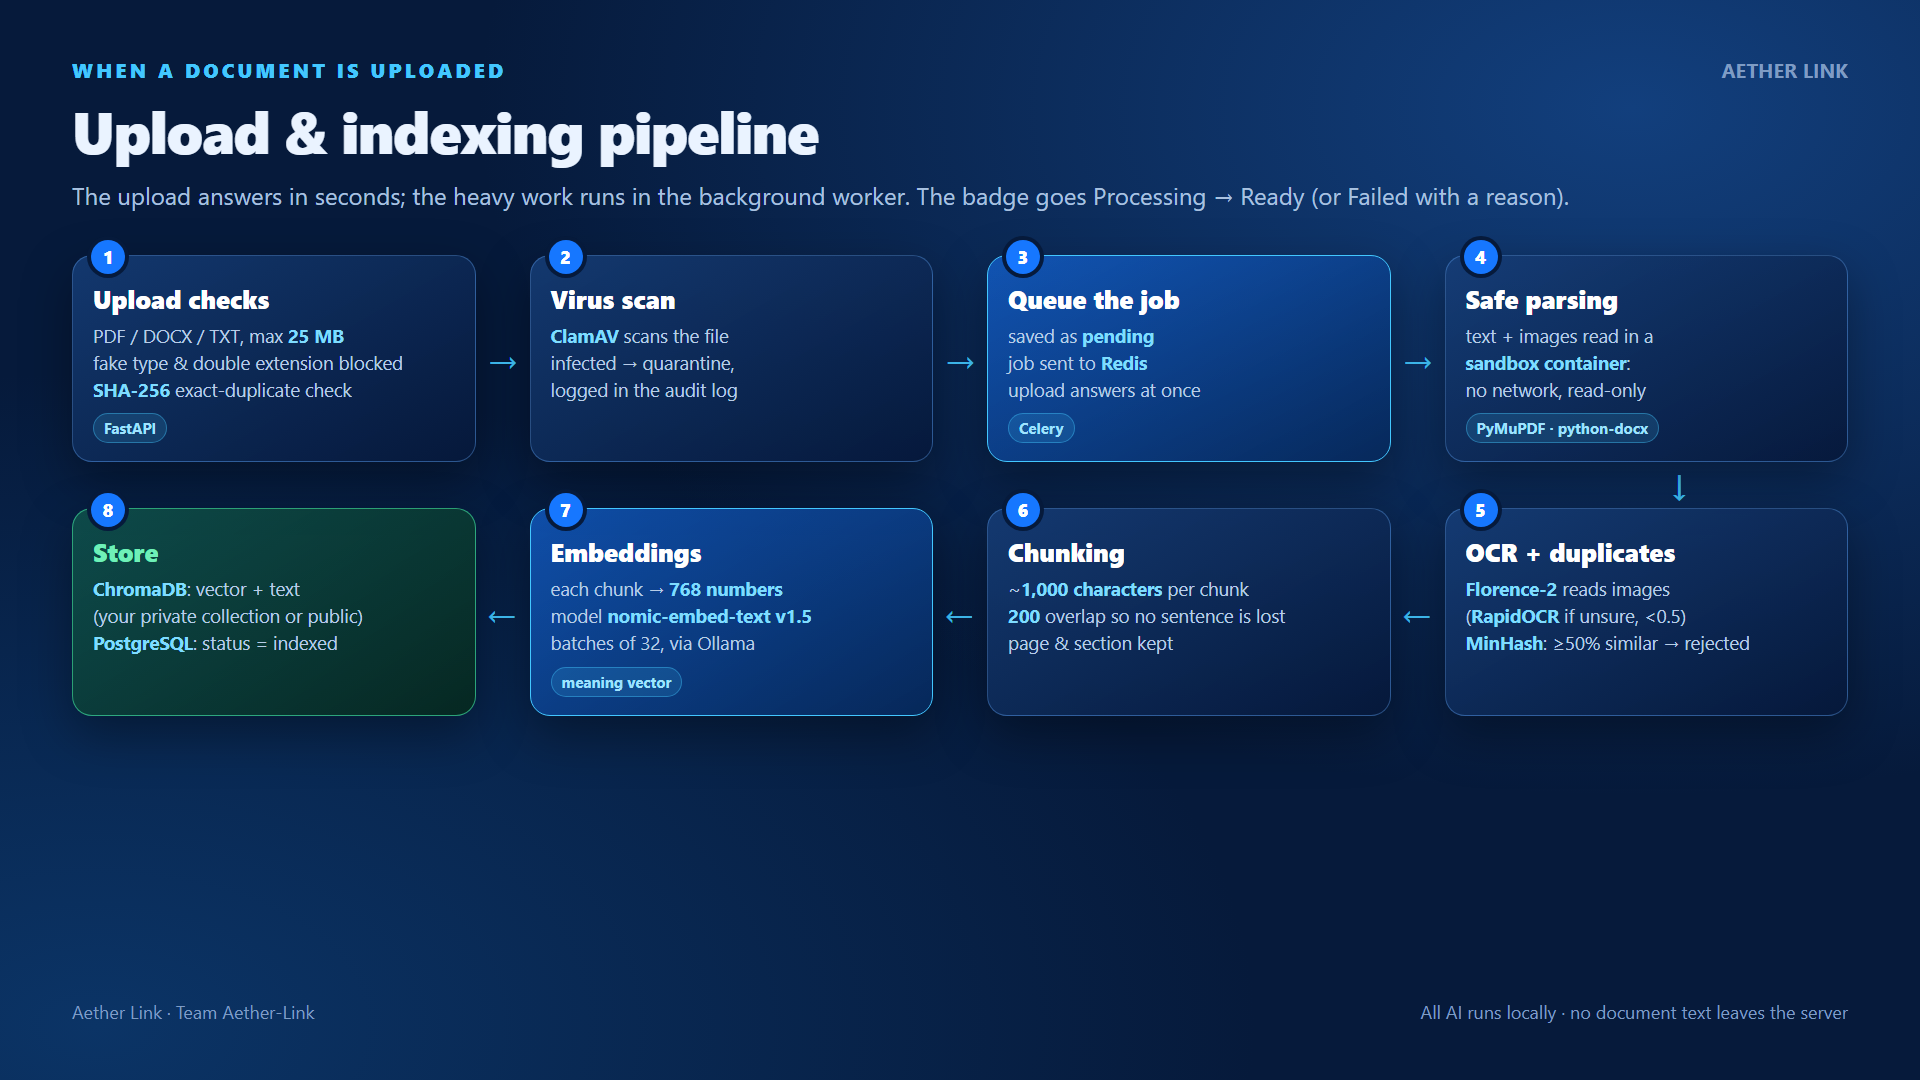 WHEN A DOCUMENT IS UPLOADED
AETHER LINK
Upload & indexing pipeline
The upload answers in seconds; the heavy work runs in the background worker. The badge goes Processing → Ready (or Failed with a reason).
1
Upload checks
PDF / DOCX / TXT, max 25 MB
fake type & double extension blocked
SHA-256 exact-duplicate check
FastAPI
→
2
Virus scan
ClamAV scans the file
infected → quarantine,
logged in the audit log
→
3
Queue the job
saved as pending
job sent to Redis
upload answers at once
Celery
→
4
Safe parsing
text + images read in a
sandbox container:
no network, read-only
PyMuPDF · python-docx
↓
5
OCR + duplicates
Florence-2 reads images
(RapidOCR if unsure, <0.5)
MinHash: ≥50% similar → rejected
←
6
Chunking
~1,000 characters per chunk
200 overlap so no sentence is lost
page & section kept
←
7
Embeddings
each chunk → 768 numbers
model nomic-embed-text v1.5
batches of 32, via Ollama
meaning vector
←
8
Store
ChromaDB: vector + text
(your private collection or public)
PostgreSQL: status = indexed
Aether Link · Team Aether-Link
All AI runs locally · no document text leaves the server